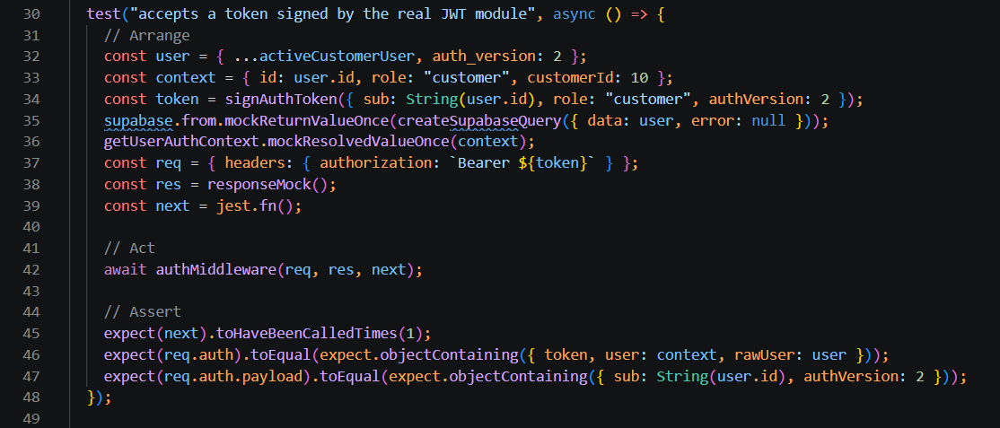 30 test("accepts a token signed by the real JWT module", async () => {
31 // Arrange
32 const user = { ...activeCustomerUser, auth_version: 2 };
33 const context = { id: user.id, role: "customer", customerId: 10 };
34 const token = signAuthToken({ sub: String(user.id), role: "customer", authVersion: 2 });
35 supabase.from.mockReturnValueOnce(createSupabaseQuery({ data: user, error: null }));
36 getUserAuthContext.mockResolvedValueOnce(context);
37 const req = { headers: { authorization: `Bearer ${token}` } };
38 const res = responseMock();
39 const next = jest.fn();
40
41 // Act
42 await authMiddleware(req, res, next);
43
44 // Assert
45 expect(next).toHaveBeenCalledTimes(1);
46 expect(req.auth).toEqual(expect.objectContaining({ token, user: context, rawUser: user }));
47 expect(req.auth.payload).toEqual(expect.objectContaining({ sub: String(user.id), authVersion: 2 }));
48 });
49